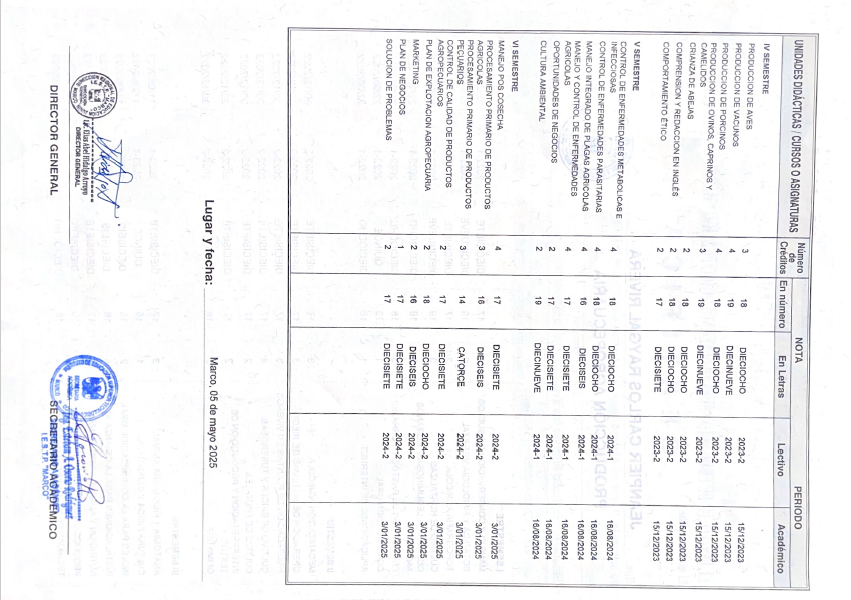 UNIDADES DIDÁCTICAS / CURSOS O ASIGNATURAS Número de Créditos NOTA PERIODO
En número En Letras Lectivo Académico
IV SEMESTRE
PRODUCCION DE AVES 3 18 DIECIOCHO 2023-2 15/12/2023
PRODUCCION DE VACUNOS 4 19 DIECINUEVE 2023-2 15/12/2023
PRODUCCION DE PORCINOS 4 18 DIECIOCHO 2023-2 15/12/2023
PRODUCCION DE OVINOS, CAPRINOS Y
CAMELIDOS 3 19 DIECINUEVE 2023-2 15/12/2023
CRIANZA DE ABEJAS 2 18 DIECIOCHO 2023-2 15/12/2023
COMPRENSION Y REDACCION EN INGLÉS 2 18 DIECIOCHO 2023-2 15/12/2023
COMPORTAMIENTO ÉTICO 2 17 DIECISIETE 2023-2 15/12/2023
V SEMESTRE
CONTROL DE ENFERMEDADES METABOLICAS E
INFECCIOSAS 4 18 DIECIOCHO 2024-1 16/08/2024
CONTROL DE ENFERMEDADES PARASITARIAS 4 18 DIECIOCHO 2024-1 16/08/2024
MANEJO INTEGRADO DE PLAGAS AGRICOLAS 4 16 DIECISEIS 2024-1 16/08/2024
MANEJO Y CONTROL DE ENFERMEDADES
AGRICOLAS 4 17 DIECISIETE 2024-1 16/08/2024
OPORTUNIDADES DE NEGOCIOS 2 17 DIECISIETE 2024-1 16/08/2024
CULTURA AMBIENTAL 2 19 DIECINUEVE 2024-1 16/08/2024
VI SEMESTRE
MANEJO POS COSECHA 4 17 DIECISIETE 2024-2 3/01/2025
PROCESAMIENTO PRIMARIO DE PRODUCTOS
AGRICOLAS 3 16 DIECISEIS 2024-2 3/01/2025
PROCESAMIENTO PRIMARIO DE PRODUCTOS
PECUARIOS 3 14 CATORCE 2024-2 3/01/2025
CONTROL DE CALIDAD DE PRODUCTOS
AGROPECUARIOS 2 17 DIECISIETE 2024-2 3/01/2025
PLAN DE EXPLOTACION AGROPECUARIA 2 18 DIECIOCHO 2024-2 3/01/2025
MARKETING 2 16 DIECISEIS 2024-2 3/01/2025
PLAN DE NEGOCIOS 1 17 DIECISIETE 2024-2 3/01/2025
SOLUCION DE PROBLEMAS 2 17 DIECISIETE 2024-2 3/01/2025
Lugar y fecha: Marco, 05 de mayo 2025
Lic. Elías Abel Hidalgo Arroyo
DIRECTOR GENERAL
DIRECTOR GENERAL
SECRETARIO ACADÉMICO
I.E.S.T.P. "MARCO"